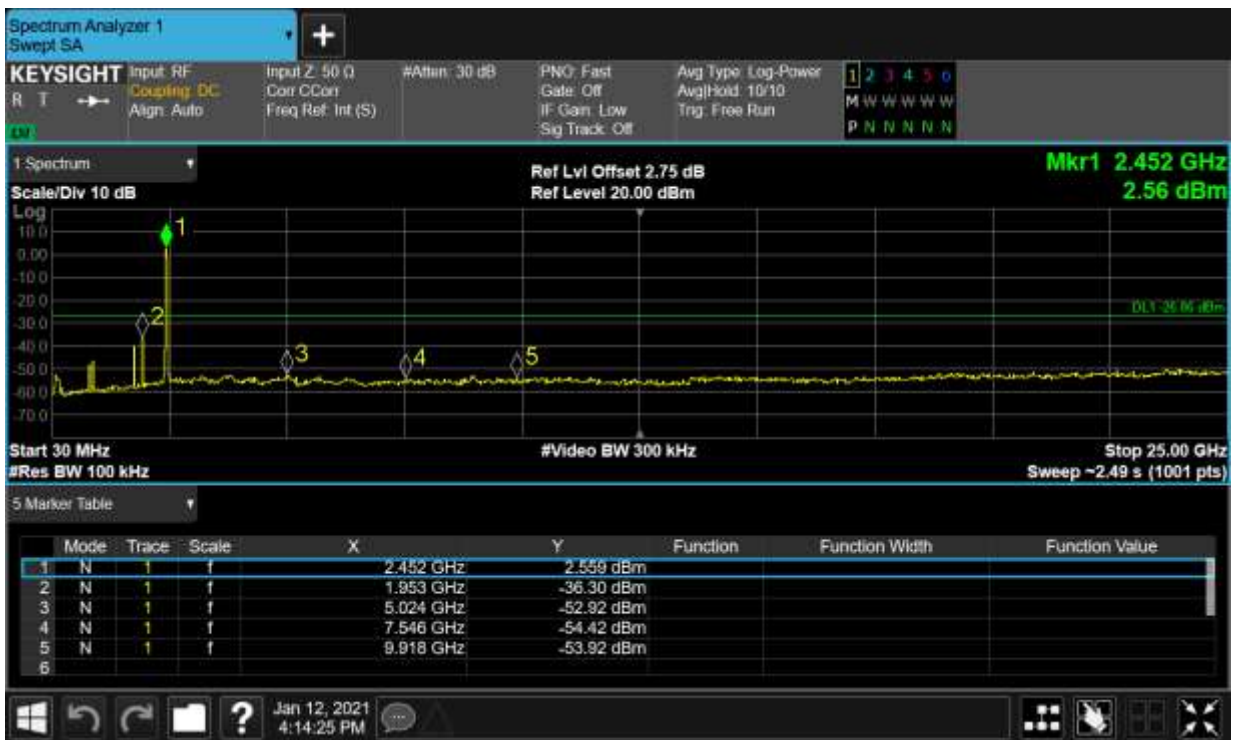 Spectrum Analyzer 1
Swept SA
+
KEYSIGHT
R T
Input: RF
Coupling: DC
Align: Auto
Input Z: 50 Ω
Corr CCorr
Freq Ref: Int (S)
#Atten: 30 dB
PNO: Fast
Gate: Off
IF Gain: Low
Sig Track: Off
Avg Type: Log-Power
Avg|Hold: 10/10
Trig: Free Run
1 2 3 4 5 6
M W W W W W
P N N N N N
1 Spectrum
Scale/Div 10 dB
Ref Lvl Offset 2.75 dB
Ref Level 20.00 dBm
Mkr1 2.452 GHz
2.56 dBm
Log
10.0
0.00
-10.0
-20.0
-30.0
-40.0
-50.0
-60.0
-70.0
1
2
3
4
5
DL1 -26.86 dBm
Start 30 MHz
#Res BW 100 kHz
#Video BW 300 kHz
Stop 25.00 GHz
Sweep ~2.49 s (1001 pts)
5 Marker Table
Mode Trace Scale X Y Function Function Width Function Value
1 N 1 f 2.452 GHz 2.559 dBm
2 N 1 f 1.953 GHz -36.30 dBm
3 N 1 f 5.024 GHz -52.92 dBm
4 N 1 f 7.546 GHz -54.42 dBm
5 N 1 f 9.918 GHz -53.92 dBm
6
?
Jan 12, 2021
4:14:25 PM